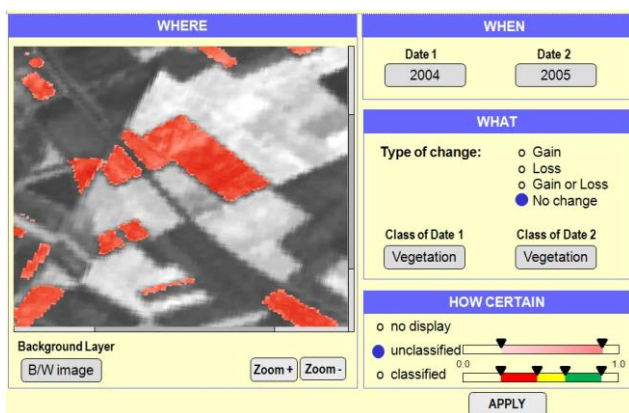 WHERE
Background Layer
B/W image
Zoom +
Zoom -
WHEN
Date 1
Date 2
2004
2005
WHAT
Type of change:
Gain
Loss
Gain or Loss
No change
Class of Date 1
Class of Date 2
Vegetation
Vegetation
HOW CERTAIN
no display
unclassified
0.0
1.0
classified
APPLY